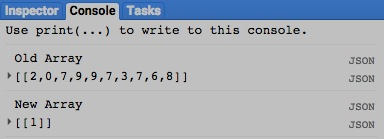 Inspector Console Tasks
Use print(...) to write to this console.
Old Array JSON
[[2,0,7,9,9,7,3,7,6,8]] JSON
New Array JSON
[[1]] JSON